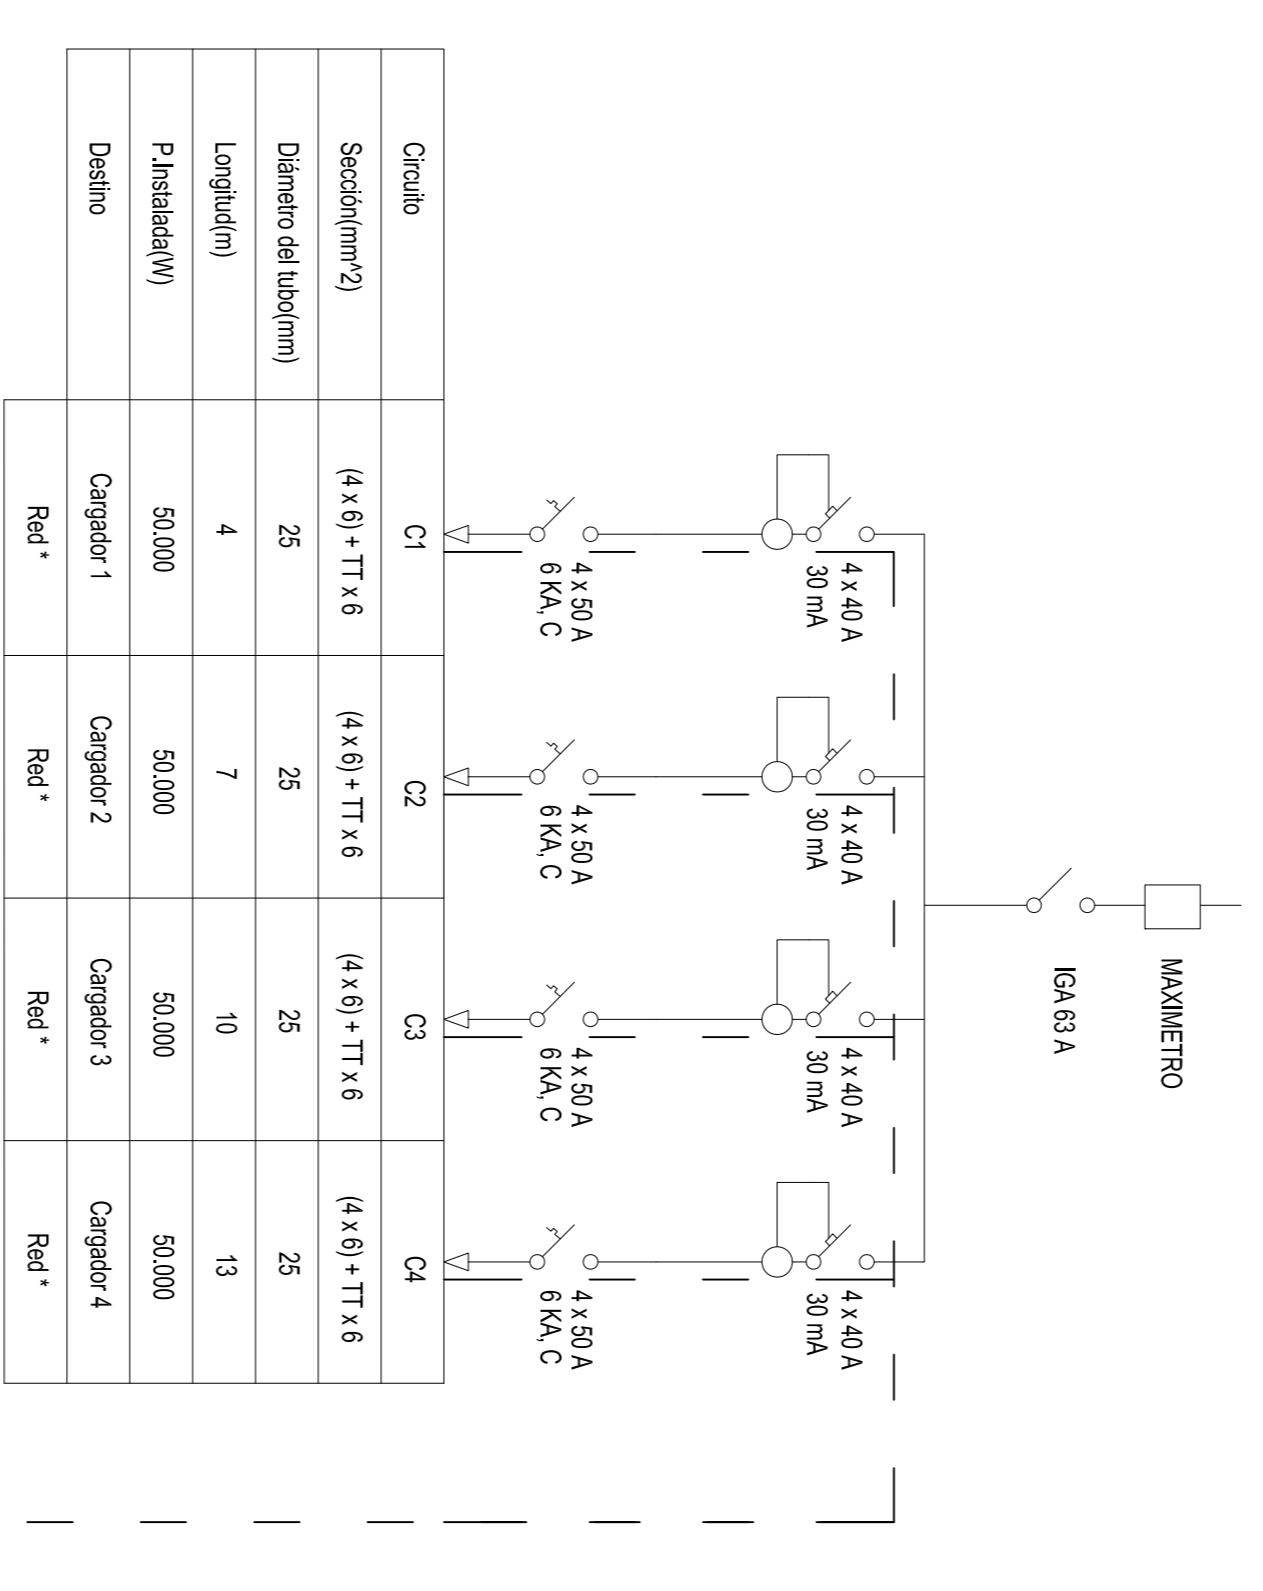 MAXIMETRO
IGA 63 A
4 x 40 A
30 mA
4 x 40 A
30 mA
4 x 40 A
30 mA
4 x 40 A
30 mA
4 x 50 A
6 KA, C
4 x 50 A
6 KA, C
4 x 50 A
6 KA, C
4 x 50 A
6 KA, C
Circuito C1 C2 C3 C4
Sección(mm^2) (4 x 6) + TT x 6 (4 x 6) + TT x 6 (4 x 6) + TT x 6 (4 x 6) + TT x 6
Diámetro del tubo(mm) 25 25 25 25
Longitud(m) 4 7 10 13
P.Instalada(W) 50.000 50.000 50.000 50.000
Destino Cargador 1 Cargador 2 Cargador 3 Cargador 4
Red * Red * Red * Red *